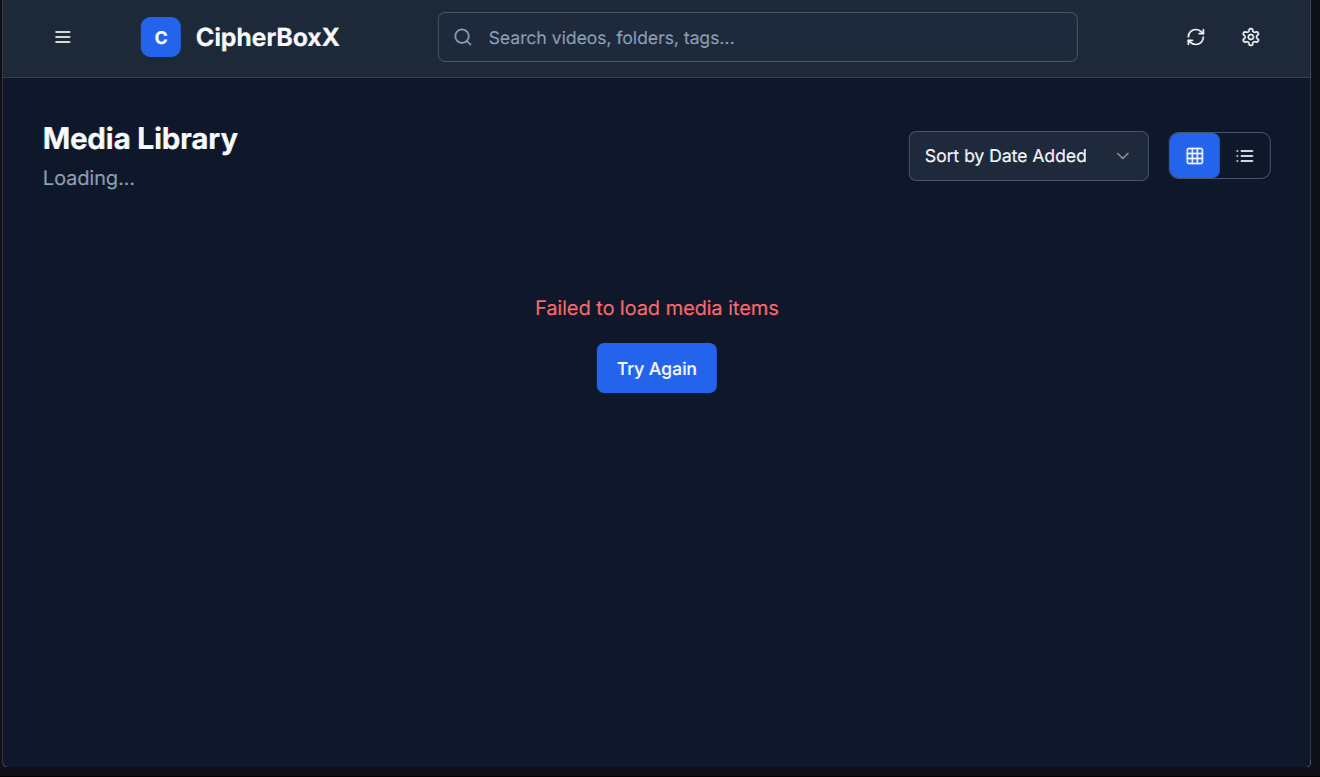 C CipherBoxX
Search videos, folders, tags...
Media Library
Loading...
Sort by Date Added
Failed to load media items
Try Again